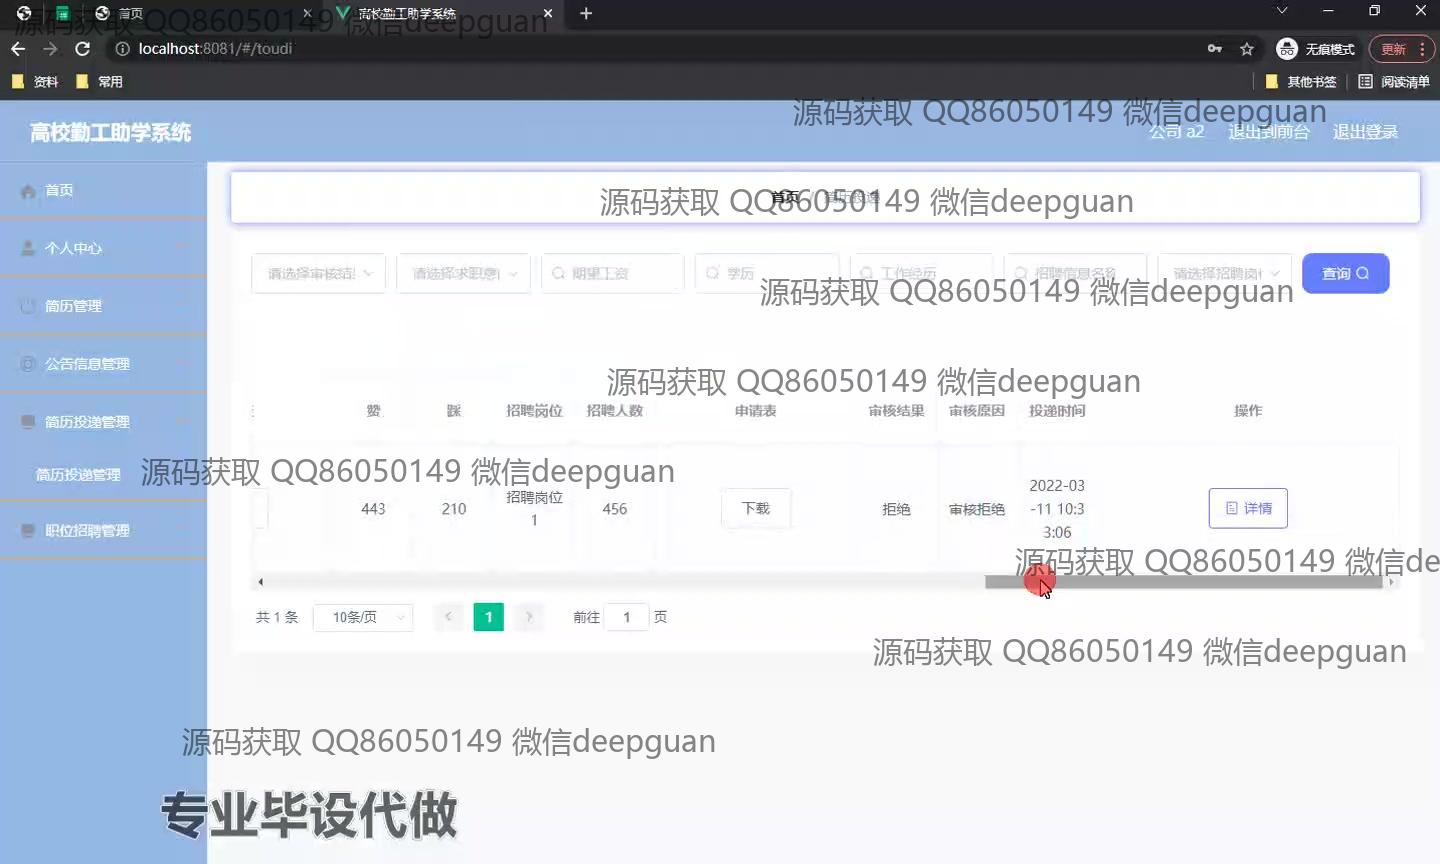 首页
高校勤工助学系统
源码获取 QQ86050149 微信deepguan
localhost:8081/#/toudi
无痕模式
更新
资料
常用
其他书签
阅读清单
源码获取 QQ86050149 微信deepguan
高校勤工助学系统
公司 a2
退出到前台
退出登录
首页
个人中心
简历管理
公告信息管理
简历投递管理
简历投递管理
职位招聘管理
首页 / 简历投递
源码获取 QQ86050149 微信deepguan
请选择审核结
请选择求职意
期望工资
学历
工作经历
招聘信息名称
请选择招聘岗
查询
源码获取 QQ86050149 微信deepguan
源码获取 QQ86050149 微信deepguan
赞
踩
招聘岗位
招聘人数
申请表
审核结果
审核原因
投递时间
操作
源码获取 QQ86050149 微信deepguan
443
210
招聘岗位
1
456
下载
拒绝
审核拒绝
2022-03
-11 10:3
3:06
详情
源码获取 QQ86050149 微信de
共 1 条
10条/页
1
前往
1
页
源码获取 QQ86050149 微信deepguan
源码获取 QQ86050149 微信deepguan
专业毕设代做